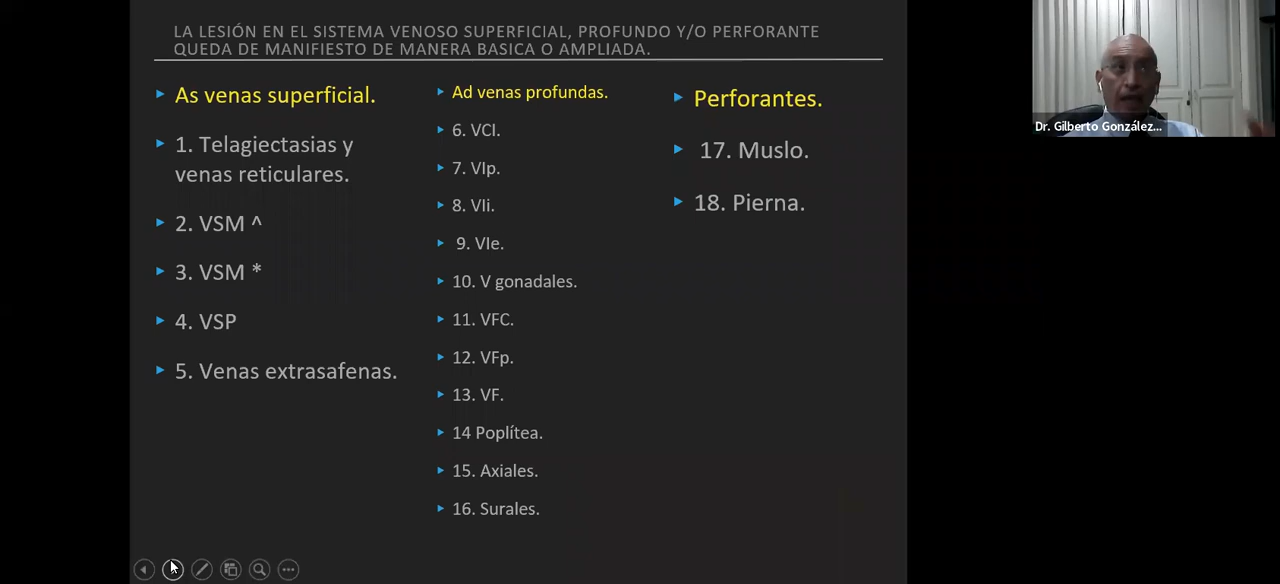 LA LESIÓN EN EL SISTEMA VENOSO SUPERFICIAL, PROFUNDO Y/O PERFORANTE
QUEDA DE MANIFIESTO DE MANERA BASICA O AMPLIADA.
As venas superficial.
1. Telagiectasias y
venas reticulares.
2. VSM ^
3. VSM *
4. VSP
5. Venas extrasafenas.
Ad venas profundas.
6. VCI.
7. VIp.
8. VIi.
9. VIe.
10. V gonadales.
11. VFC.
12. VFp.
13. VF.
14 Poplítea.
15. Axiales.
16. Surales.
Perforantes.
17. Muslo.
18. Pierna.
Dr. Gilberto González...